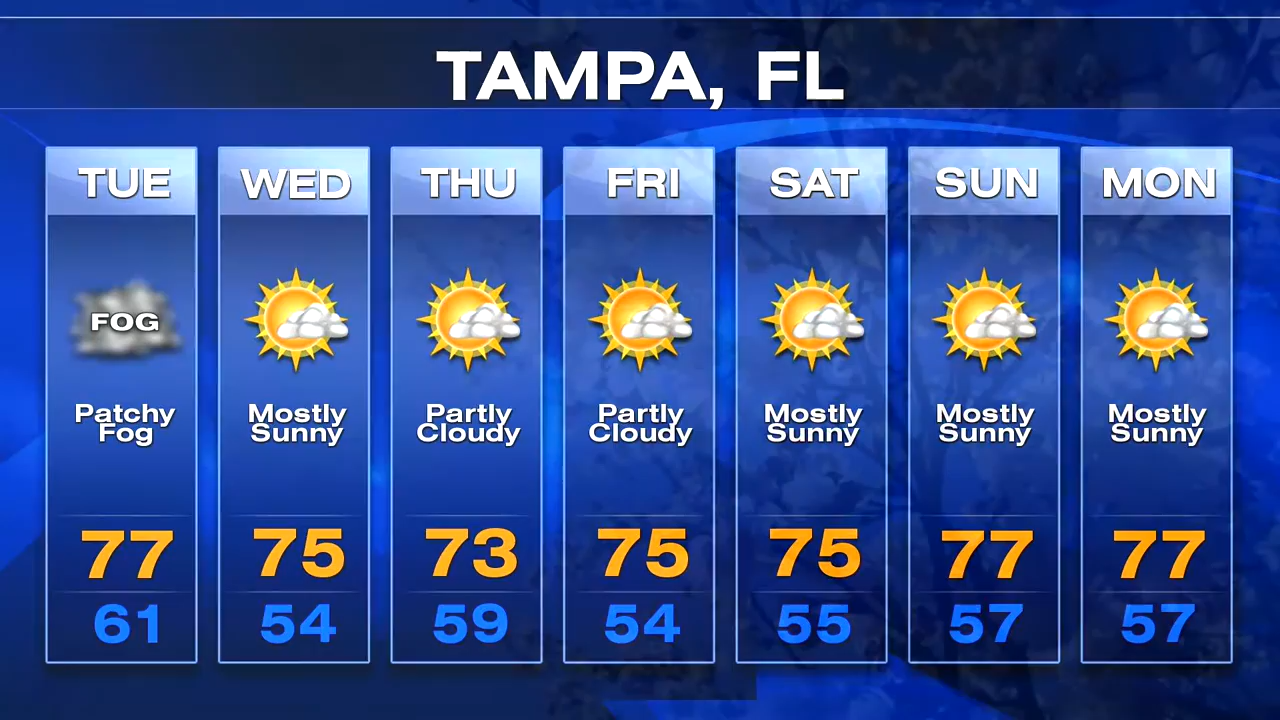 TAMPA, FL
TUE
FOG
Patchy
Fog
77
61
WED
Mostly
Sunny
75
54
THU
Partly
Cloudy
73
59
FRI
Partly
Cloudy
75
54
SAT
Mostly
Sunny
75
55
SUN
Mostly
Sunny
77
57
MON
Mostly
Sunny
77
57